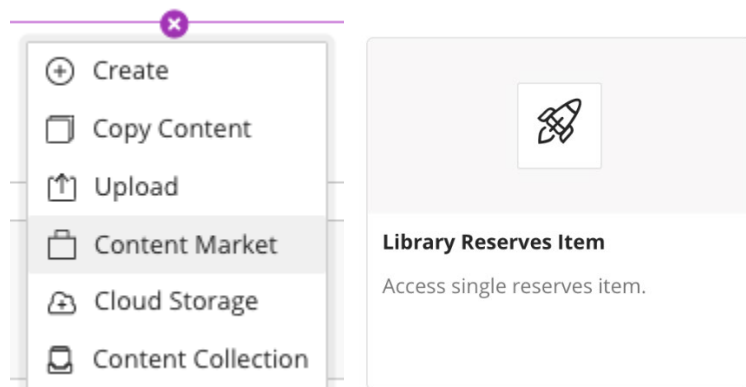 Create
Copy Content
Upload
Content Market
Cloud Storage
Content Collection
Library Reserves Item
Access single reserves item.